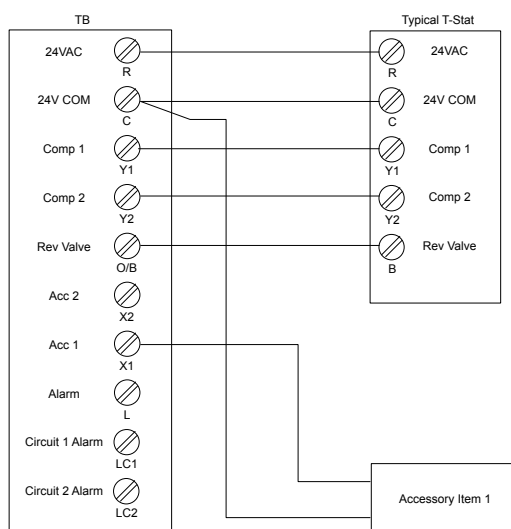 TB
24VAC
R
24V COM
C
Comp 1
Y1
Comp 2
Y2
Rev Valve
O/B
Acc 2
X2
Acc 1
X1
Alarm
L
Circuit 1 Alarm
LC1
Circuit 2 Alarm
LC2
Typical T-Stat
24VAC
R
24V COM
C
Comp 1
Y1
Comp 2
Y2
Rev Valve
B
Accessory Item 1